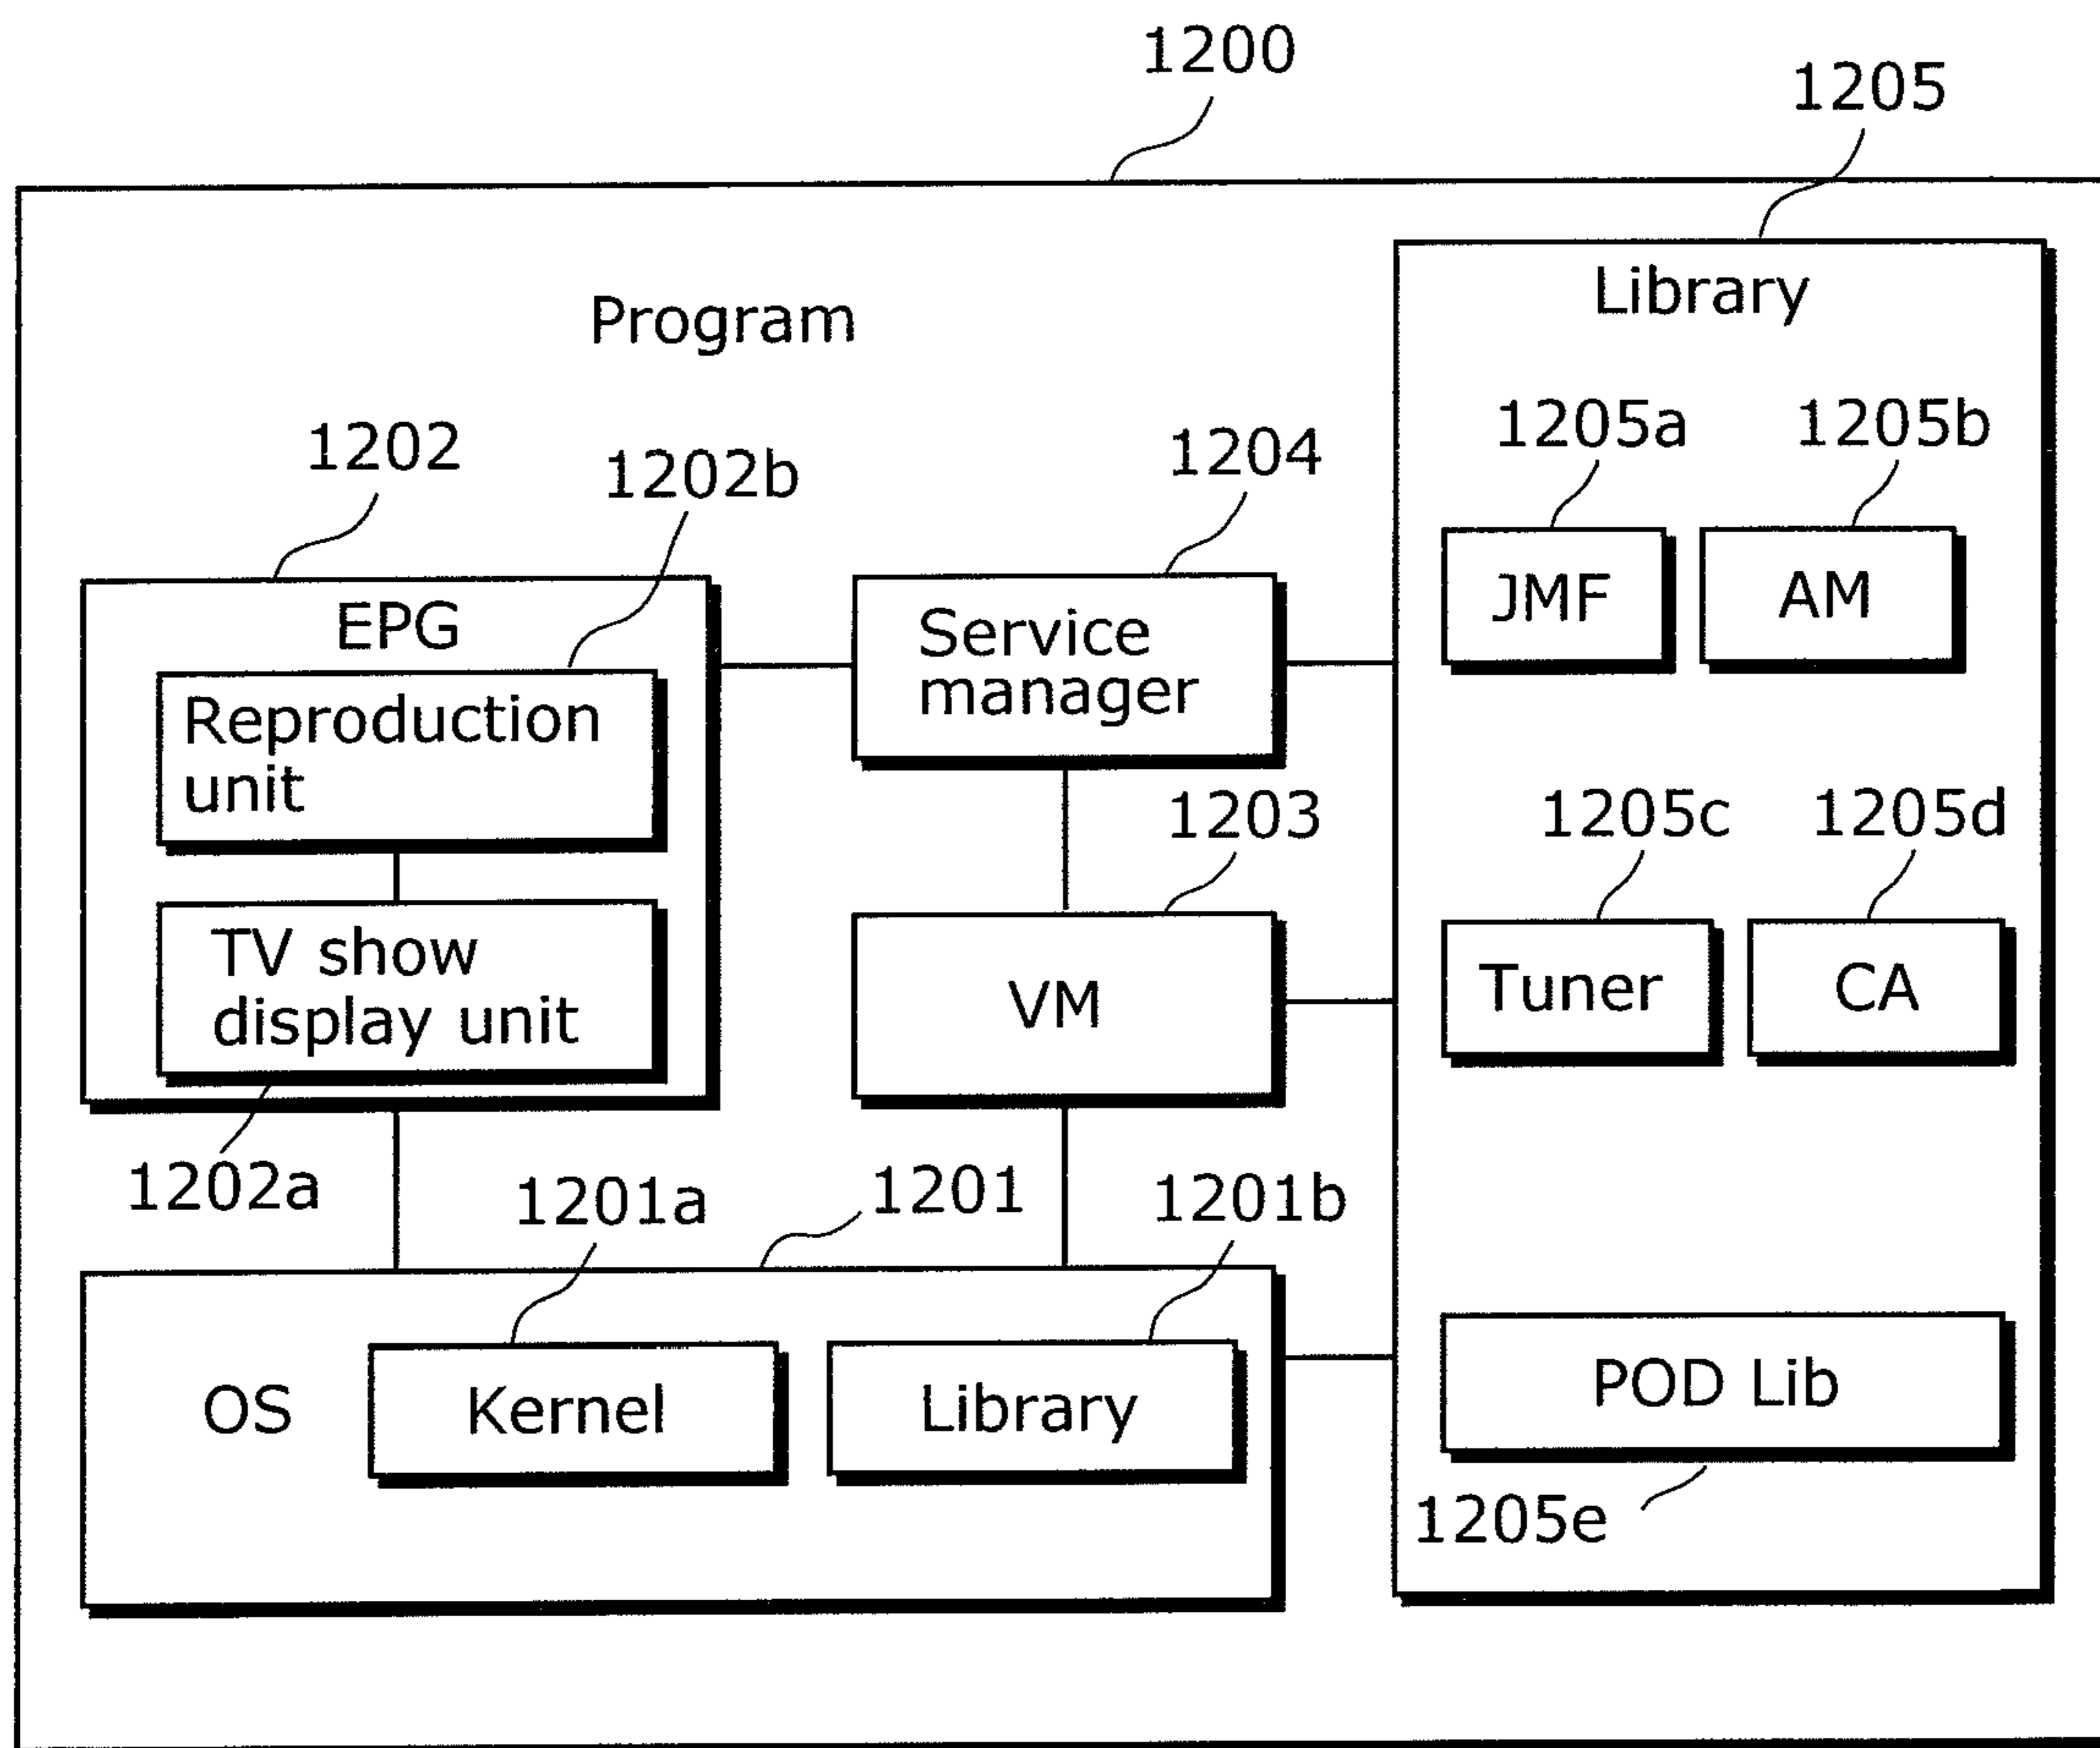 1200
1205
Program
Library
1202
1202b
1204
1205a
1205b
EPG
Reproduction
unit
Service
manager
JMF
AM
1203
1205c
1205d
TV show
display unit
VM
Tuner
CA
1202a
1201a
1201
1201b
OS
Kernel
Library
POD Lib
1205e